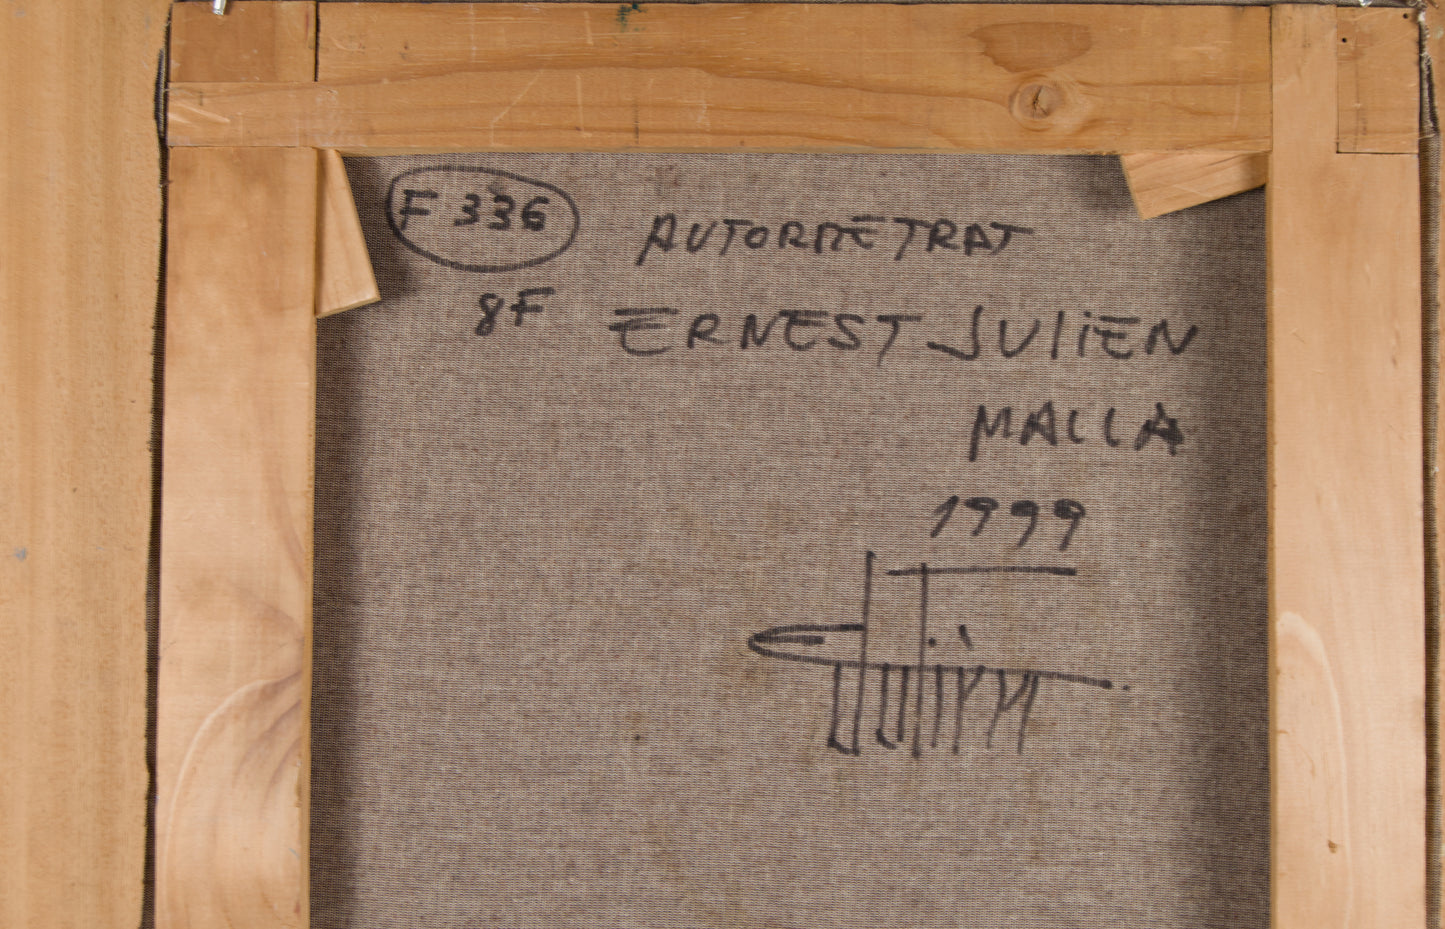 F 336
AUTORRETRAT
8F
ERNEST JULIEN
MALLA
1999